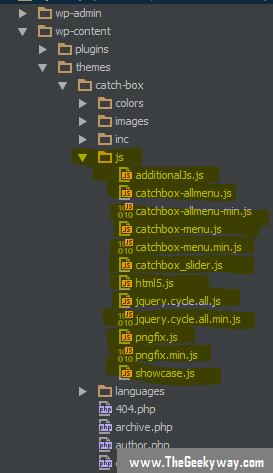 wp-admin
wp-content
plugins
themes
catch-box
colors
images
inc
js
additionalJs.js
catchbox-allmenu.js
catchbox-allmenu-min.js
catchbox-menu.js
catchbox-menu.min.js
catchbox_slider.js
html5.js
jquery.cycle.all.js
jquery.cycle.all.min.js
pngfix.js
pngfix.min.js
showcase.js
languages
404.php
archive.php
author.php
www.TheGeekyway.com